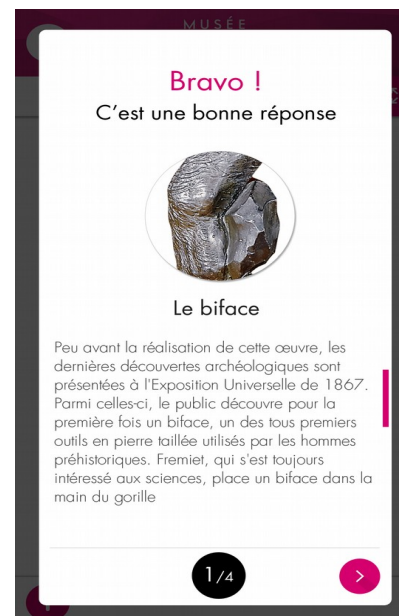 MUSÉE
Bravo !
C’est une bonne réponse
Le biface
Peu avant la réalisation de cette œuvre, les
dernières découvertes archéologiques sont
présentées à l'Exposition Universelle de 1867.
Parmi celles-ci, le public découvre pour la
première fois un biface, un des tous premiers
outils en pierre taillée utilisés par les hommes
préhistoriques. Fremiet, qui s'est toujours
intéressé aux sciences, place un biface dans la
main du gorille
1/4